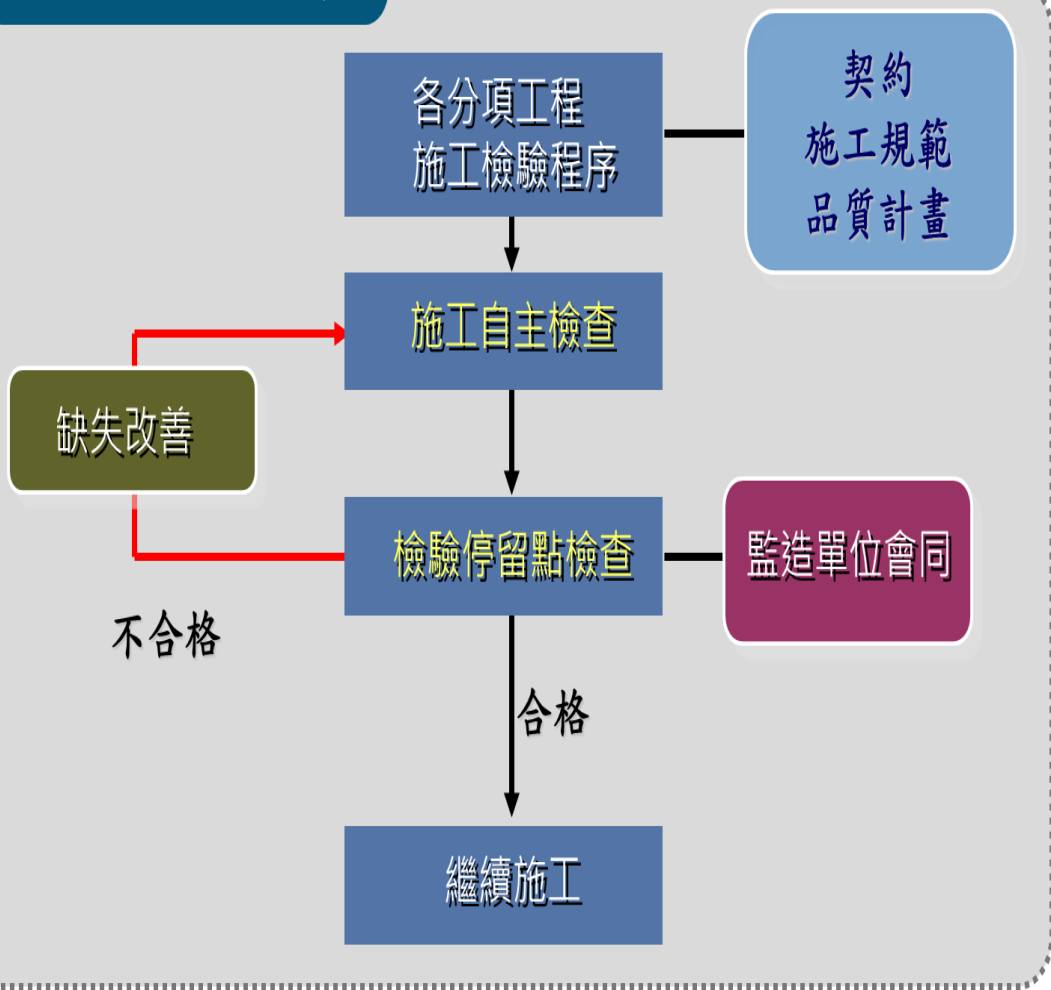 各分項工程
施工檢驗程序
契約
施工規範
品質計畫
施工自主檢查
缺失改善
檢驗停留點檢查
監造單位會同
不合格
合格
繼續施工